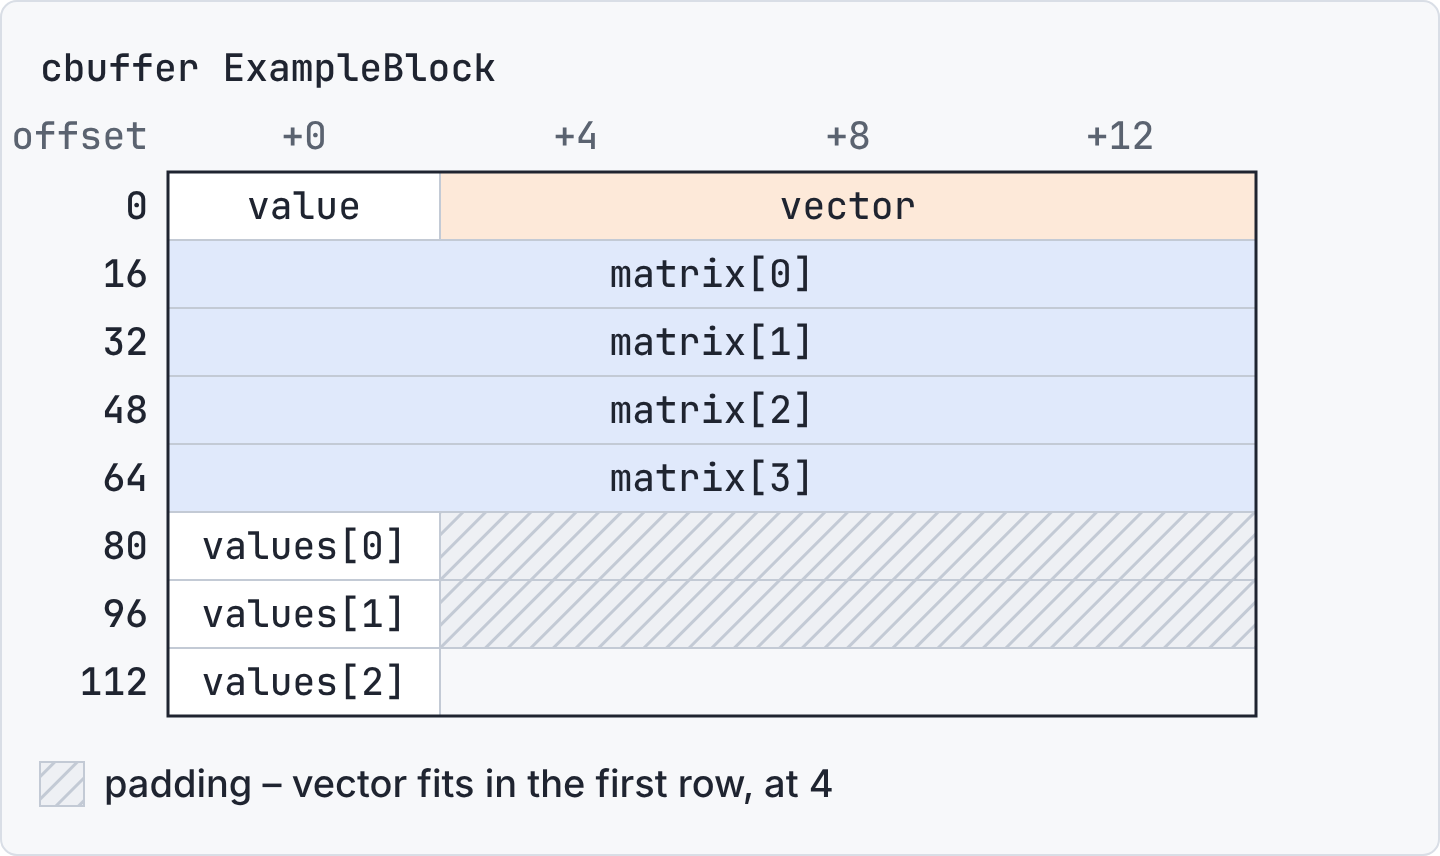 cbuffer ExampleBlock
offset +0 +4 +8 +12
0 value vector
16 matrix[0]
32 matrix[1]
48 matrix[2]
64 matrix[3]
80 values[0]
96 values[1]
112 values[2]
padding – vector fits in the first row, at 4